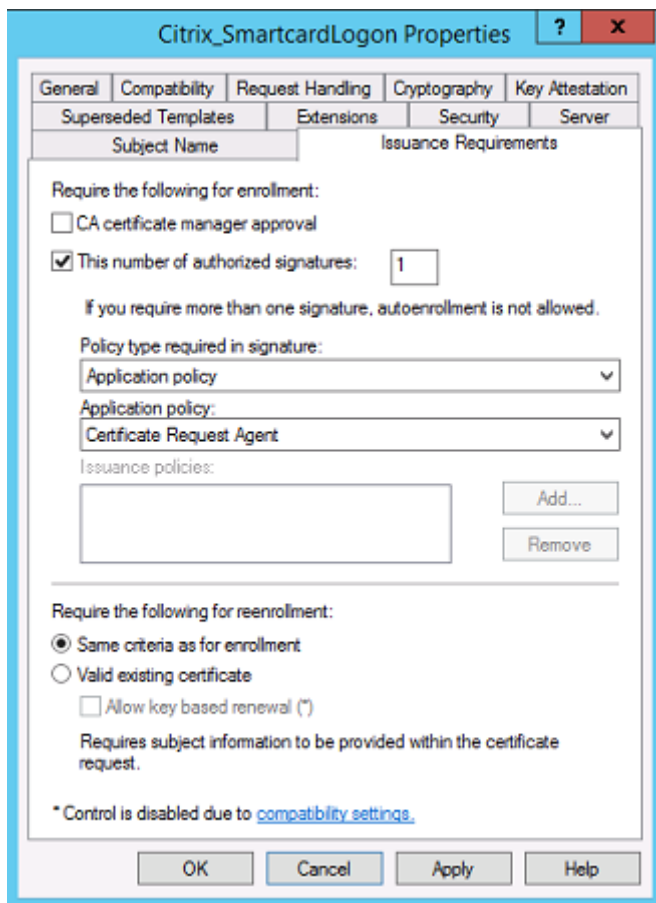 Citrix_SmartcardLogon Properties
?
x
General
Compatibility
Request Handling
Cryptography
Key Attestation
Superseded Templates
Extensions
Security
Server
Subject Name
Issuance Requirements
Require the following for enrollment:
CA certificate manager approval
This number of authorized signatures:
1
If you require more than one signature, autoenrollment is not allowed.
Policy type required in signature:
Application policy
Application policy:
Certificate Request Agent
Issuance policies:
Add...
Remove
Require the following for reenrollment:
Same criteria as for enrollment
Valid existing certificate
Allow key based renewal (*)
Requires subject information to be provided within the certificate
request.
* Control is disabled due to compatibility settings.
OK
Cancel
Apply
Help